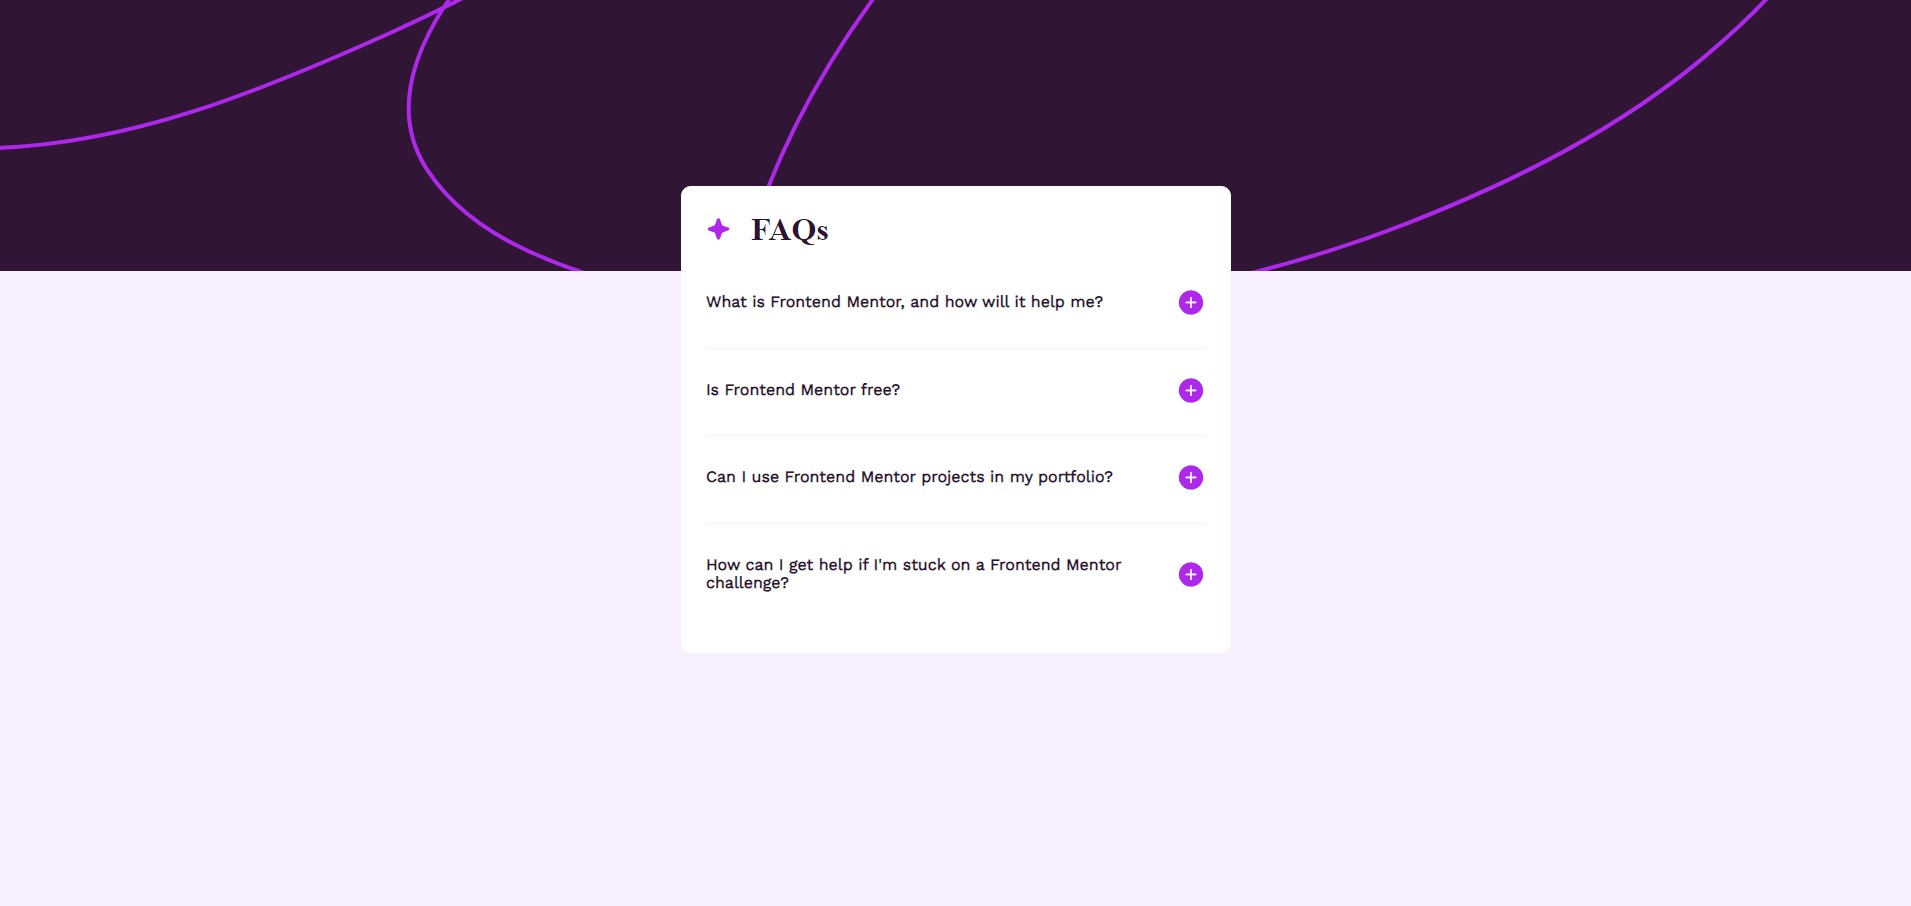 FAQs
What is Frontend Mentor, and how will it help me?
Is Frontend Mentor free?
Can I use Frontend Mentor projects in my portfolio?
How can I get help if I'm stuck on a Frontend Mentor
challenge?